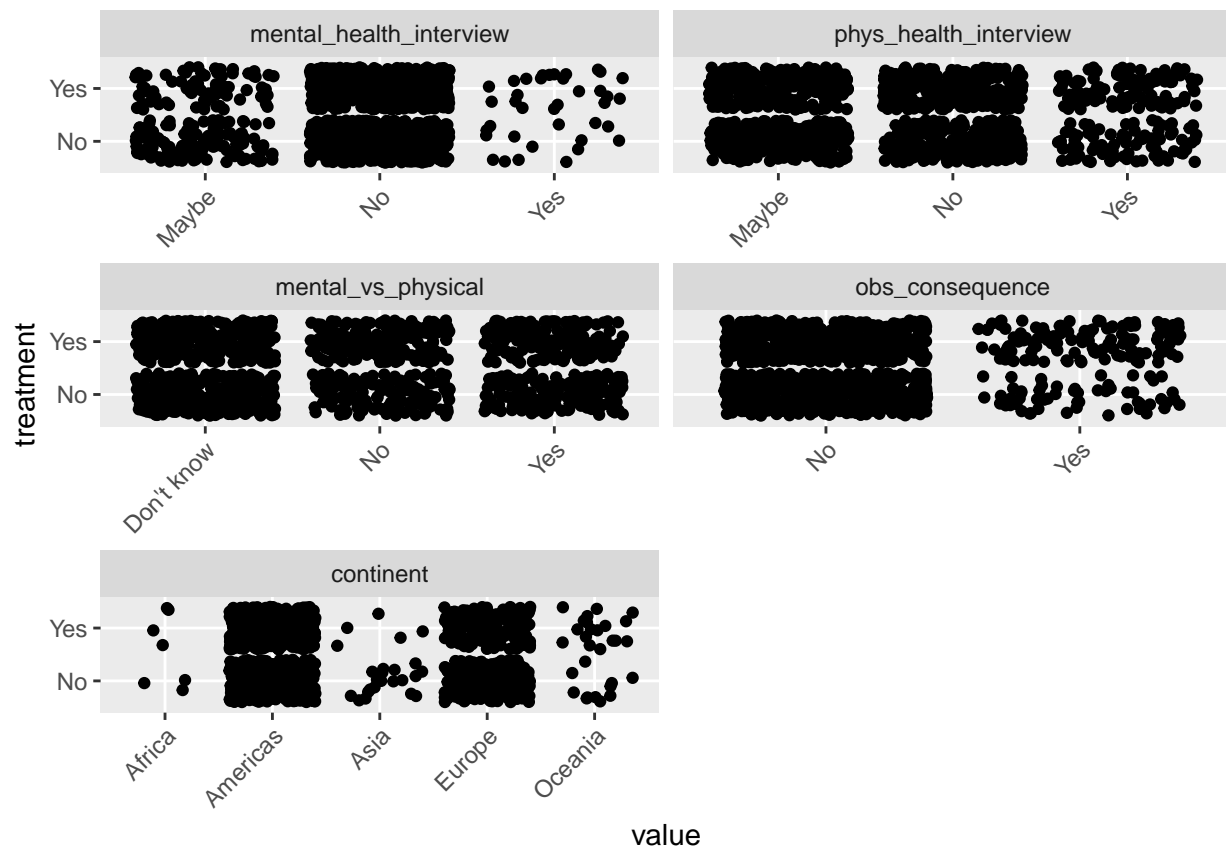 mental_health_interview
phys_health_interview
Yes
No
Maybe
No
Yes
Maybe
No
Yes
mental_vs_physical
obs_consequence
treatment
Yes
No
Don't know
No
Yes
No
Yes
continent
Yes
No
Africa
Americas
Asia
Europe
Oceania
value